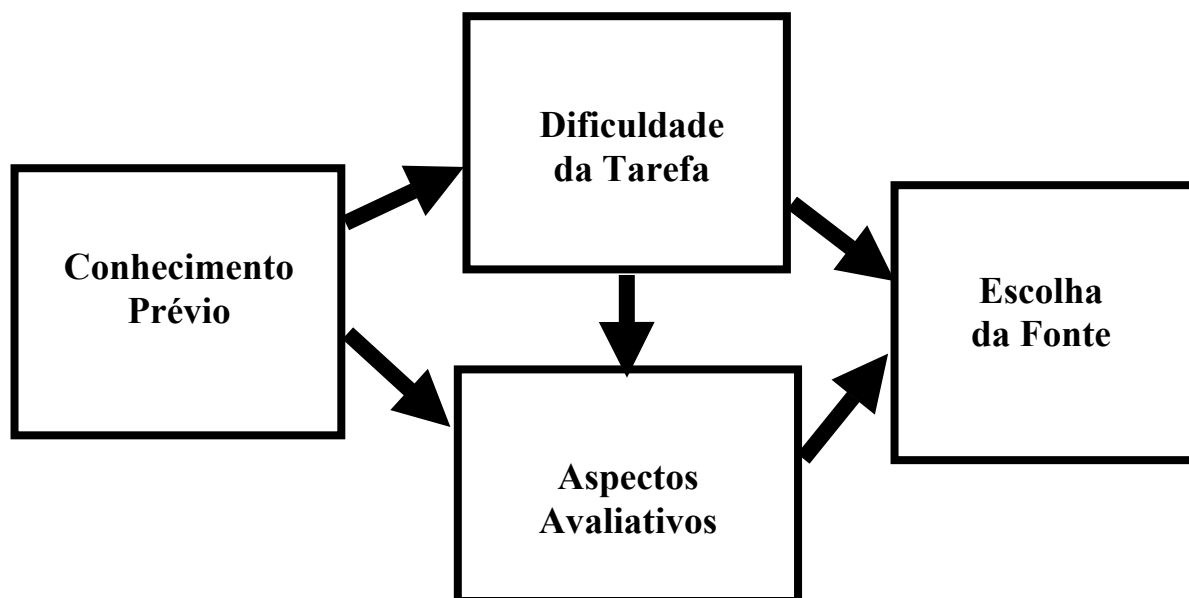 Dificuldade
da Tarefa
Conhecimento
Prévio
Escolha
da Fonte
Aspectos
Avaliativos